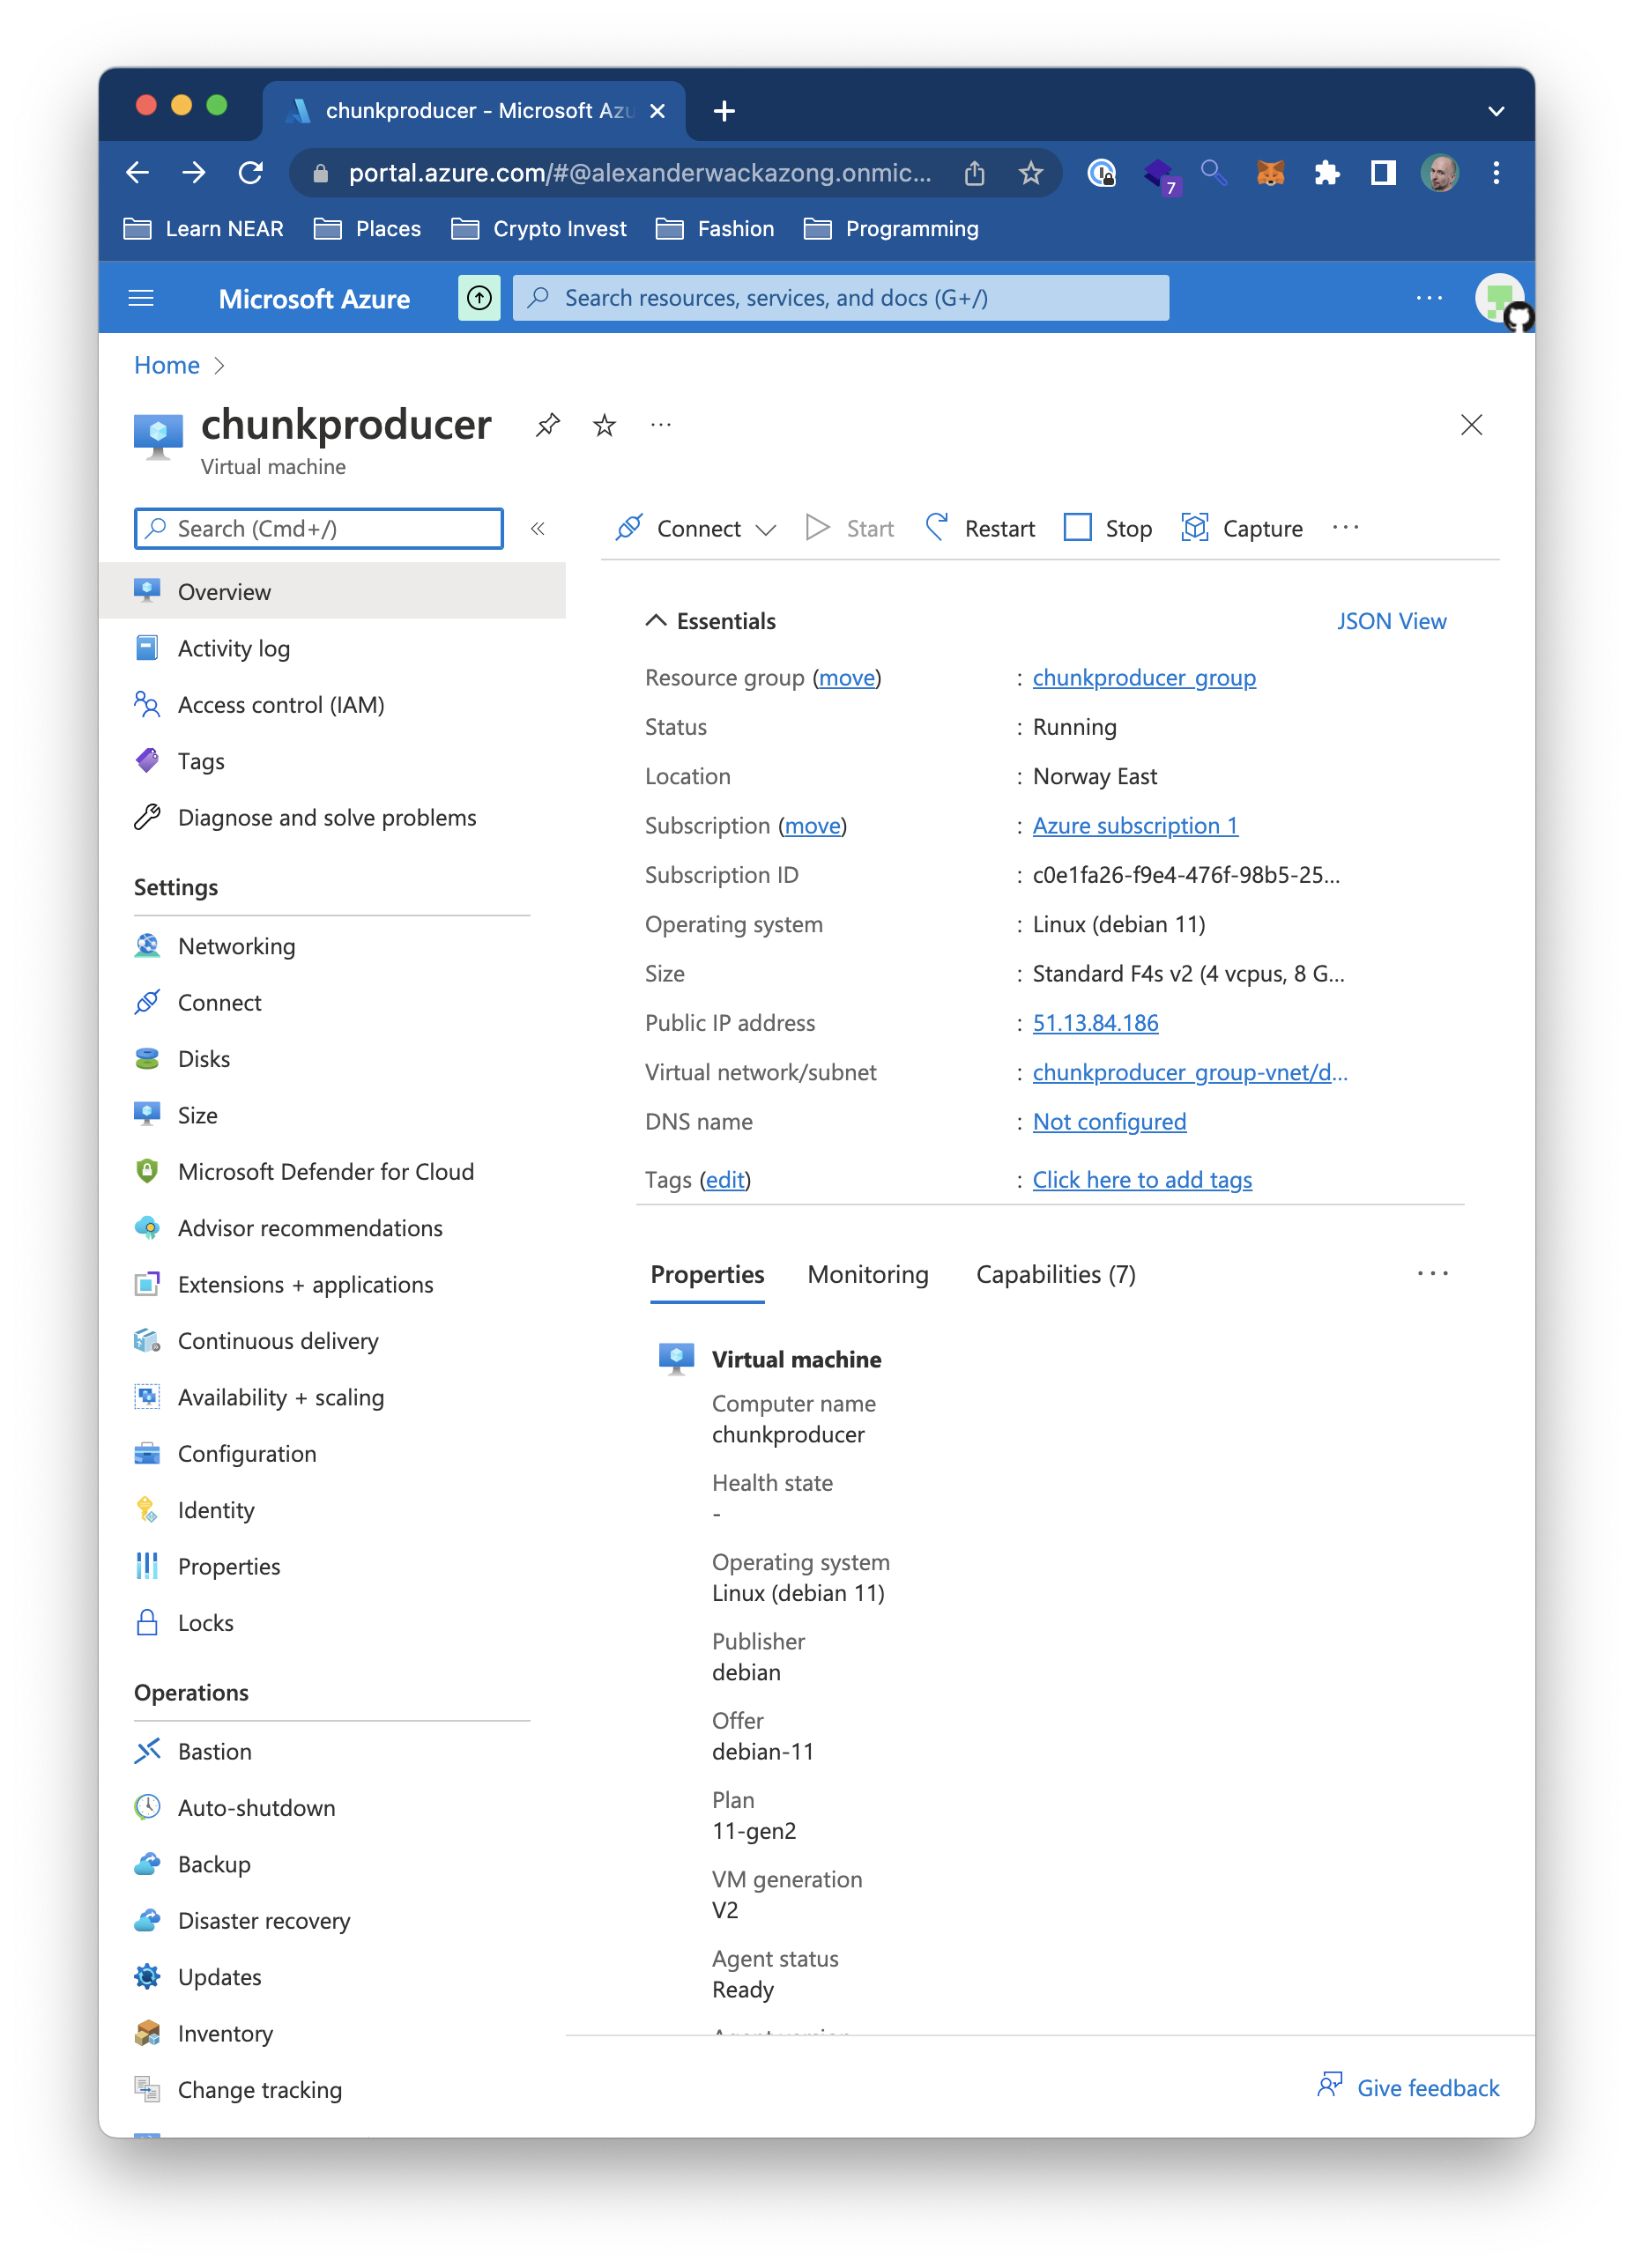 chunkproducer - Microsoft Azu
portal.azure.com/#@alexanderwackazong.onmic...
7
Learn NEAR
Places
Crypto Invest
Fashion
Programming
Microsoft Azure
Search resources, services, and docs (G+/)
Home
chunkproducer
Virtual machine
Search (Cmd+/)
Overview
Activity log
Access control (IAM)
Tags
Diagnose and solve problems
Settings
Networking
Connect
Disks
Size
Microsoft Defender for Cloud
Advisor recommendations
Extensions + applications
Continuous delivery
Availability + scaling
Configuration
Identity
Properties
Locks
Operations
Bastion
Auto-shutdown
Backup
Disaster recovery
Updates
Inventory
Change tracking
Connect
Start
Restart
Stop
Capture
Essentials
JSON View
Resource group (move) : chunkproducer_group
Status : Running
Location : Norway East
Subscription (move) : Azure subscription 1
Subscription ID : c0e1fa26-f9e4-476f-98b5-25...
Operating system : Linux (debian 11)
Size : Standard F4s v2 (4 vcpus, 8 G...
Public IP address : 51.13.84.186
Virtual network/subnet : chunkproducer_group-vnet/d...
DNS name : Not configured
Tags (edit) : Click here to add tags
Properties
Monitoring
Capabilities (7)
Virtual machine
Computer name
chunkproducer
Health state
-
Operating system
Linux (debian 11)
Publisher
debian
Offer
debian-11
Plan
11-gen2
VM generation
V2
Agent status
Ready
Give feedback